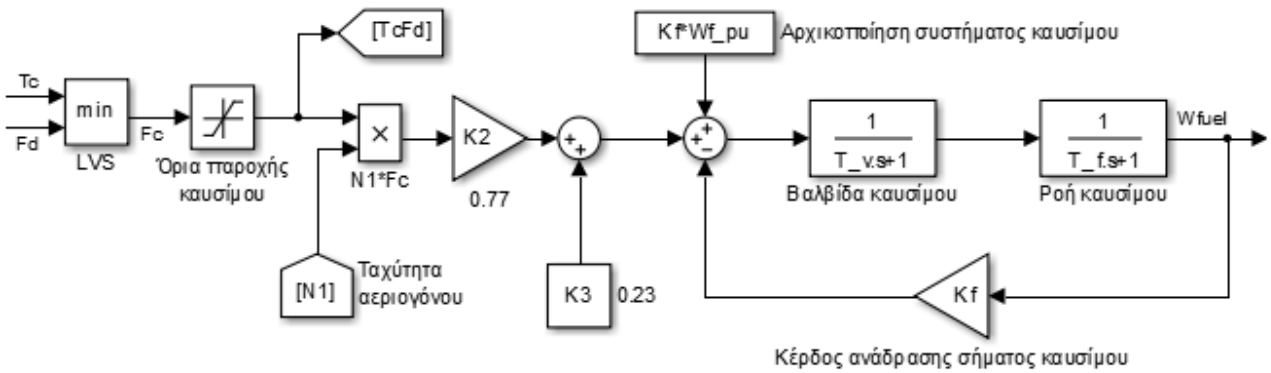 [TcFd]
Kf*Wf_pu
Αρχικοποίηση συστήματος καυσίμου
Tc
Fd
min
LVS
Fc
Όρια παροχής
καυσίμου
×
N1*Fc
K2
0.77
+
+
+
+
−
1
T_v.s+1
Βαλβίδα καυσίμου
1
T_f.s+1
Ροή καυσίμου
Wfuel
[N1]
Ταχύτητα
αεριογόνου
K3
0.23
Kf
Κέρδος ανάδρασης σήματος καυσίμου